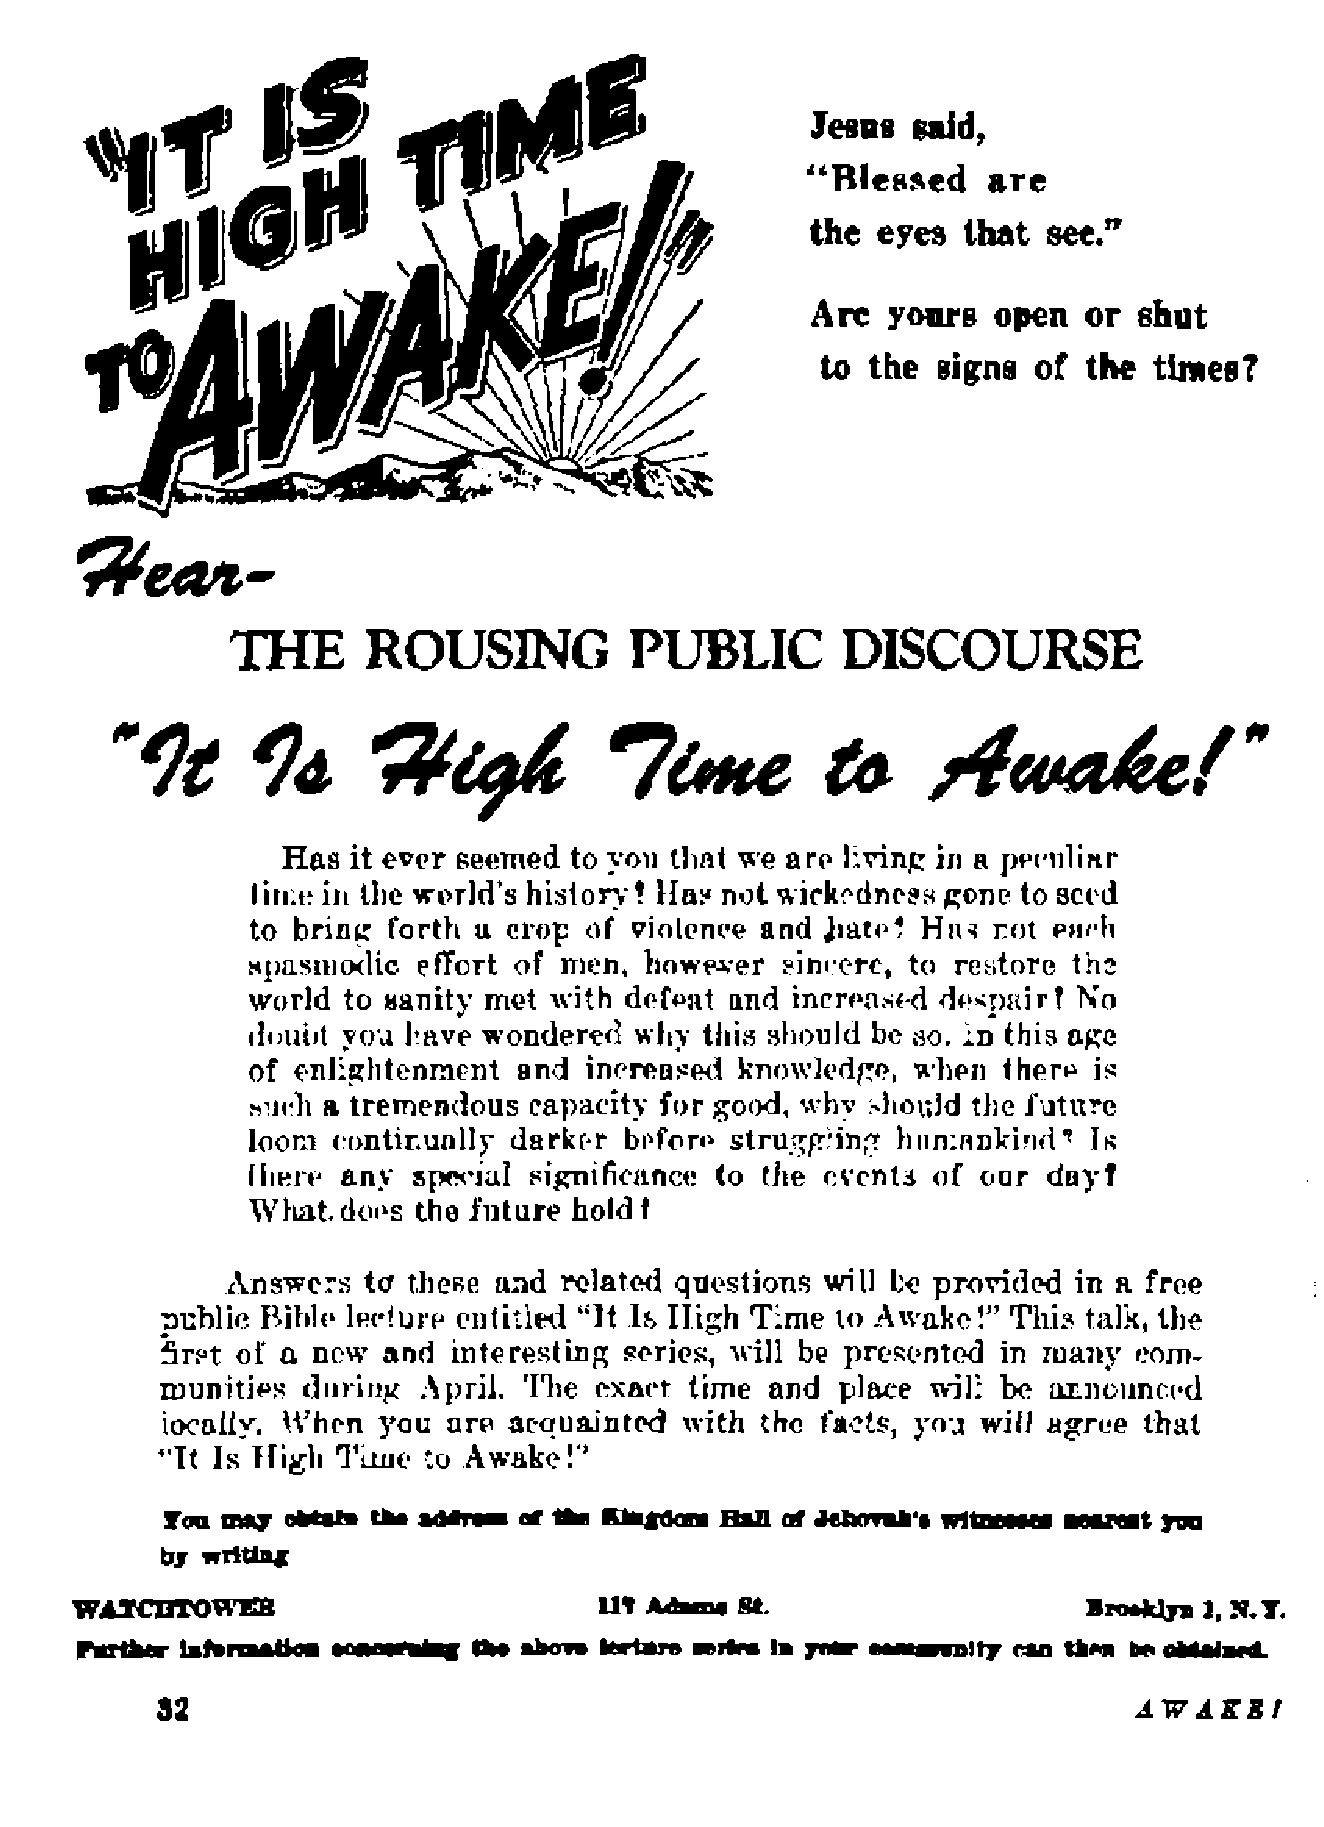 "IT IS
HIGH TIME
TO AWAKE!"
Jesus said,
"Blessed are
the eyes that see."
Are yours open or shut
to the signs of the times?
Hear-
THE ROUSING PUBLIC DISCOURSE
"It Is High Time to Awake!"
Has it ever seemed to you that we are living in a peculiar
time in the world's history? Has not wickedness gone to seed
to bring forth a crop of violence and hate? Has not each
spasmodic effort of men, however sincere, to restore the
world to sanity met with defeat and increased despair? No
doubt you have wondered why this should be so. In this age
of enlightenment and increased knowledge, when there is
such a tremendous capacity for good, why should the future
loom continually darker before struggling humankind? Is
there any special significance to the events of our day?
What does the future hold?
Answers to these and related questions will be provided in a free
public Bible lecture entitled "It Is High Time to Awake!" This talk, the
first of a new and interesting series, will be presented in many com-
munities during April. The exact time and place will be announced
locally. When you are acquainted with the facts, you will agree that
"It Is High Time to Awake!"
You may obtain the address of the Kingdom Hall of Jehovah's witnesses nearest you
by writing
WATCHTOWER 117 Adams St. Brooklyn 1, N.Y.
Further information concerning the above lecture series in your community can then be obtained.
32 AWAKE!